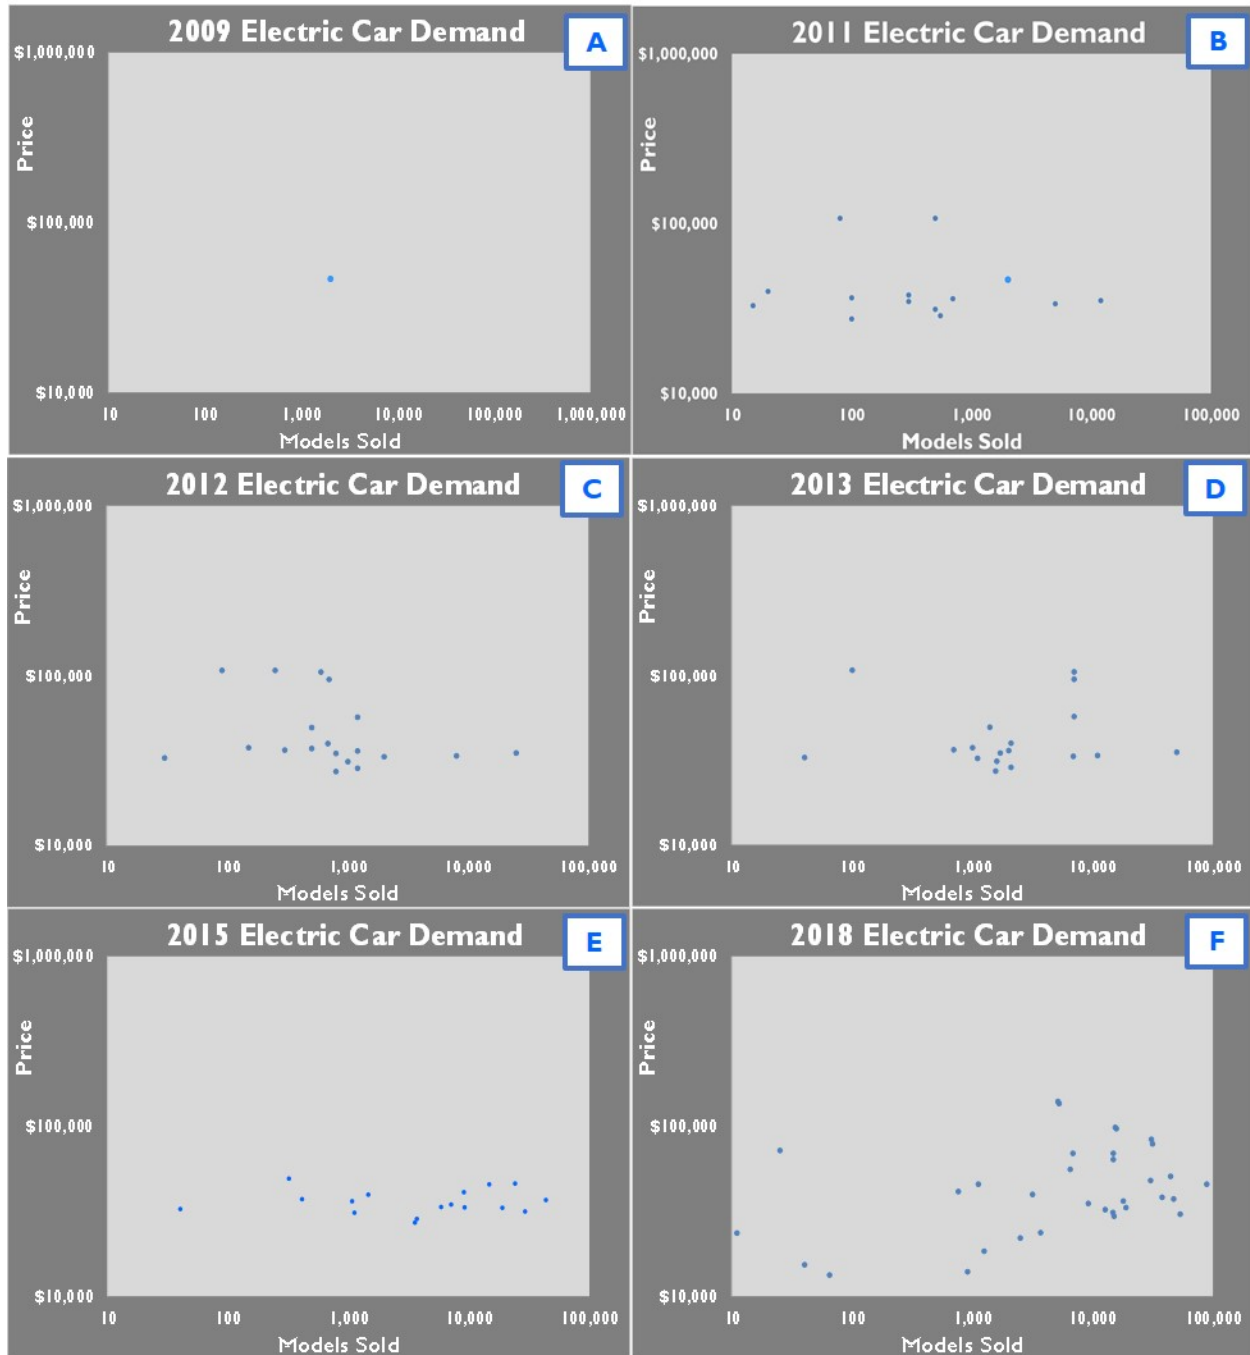 2009 Electric Car Demand
A
$1,000,000
$100,000
$10,000
Price
10 100 1,000 10,000 100,000 1,000,000
Models Sold
2011 Electric Car Demand
B
$1,000,000
$100,000
$10,000
Price
10 100 1,000 10,000 100,000
Models Sold
2012 Electric Car Demand
C
$1,000,000
$100,000
$10,000
Price
10 100 1,000 10,000 100,000
Models Sold
2013 Electric Car Demand
D
$1,000,000
$100,000
$10,000
Price
10 100 1,000 10,000 100,000
Models Sold
2015 Electric Car Demand
E
$1,000,000
$100,000
$10,000
Price
10 100 1,000 10,000 100,000
Models Sold
2018 Electric Car Demand
F
$1,000,000
$100,000
$10,000
Price
10 100 1,000 10,000 100,000
Models Sold